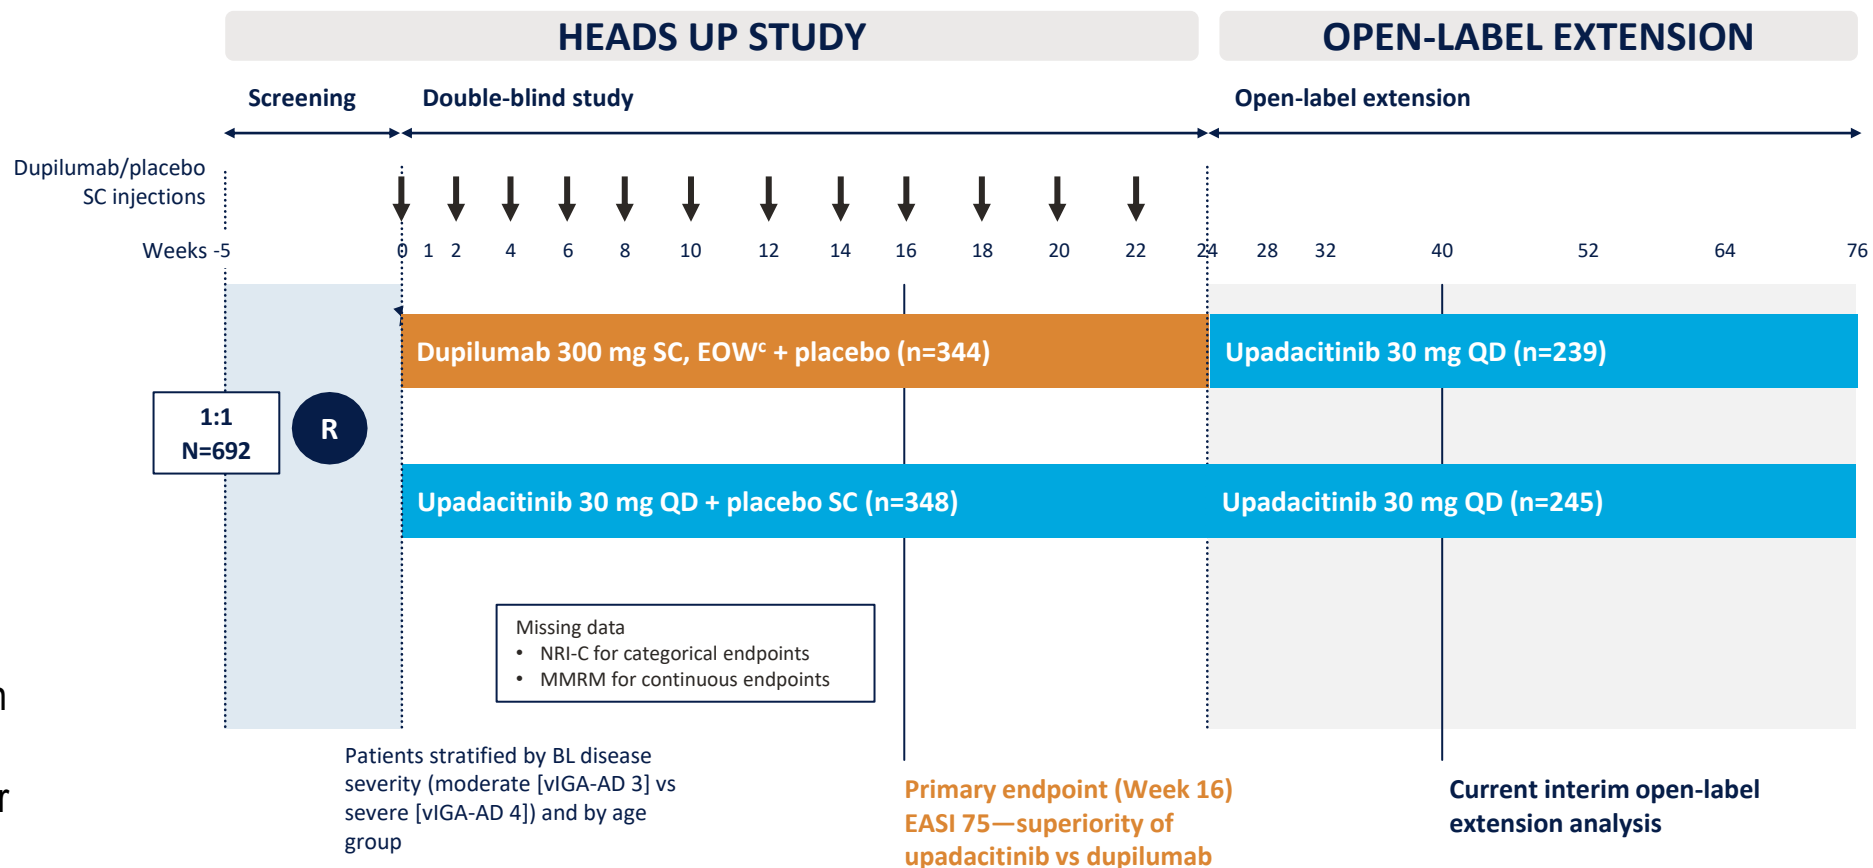 HEADS UP STUDY
OPEN-LABEL EXTENSION
Screening
Double-blind study
Open-label extension
Dupilumab/placebo
SC injections
Weeks -5 0 1 2 4 6 8 10 12 14 16 18 20 22 24 28 32 40 52 64 76
Dupilumab 300 mg SC, EOWᶜ + placebo (n=344)
Upadacitinib 30 mg QD (n=239)
1:1
N=692
R
Upadacitinib 30 mg QD + placebo SC (n=348)
Upadacitinib 30 mg QD (n=245)
Missing data
• NRI-C for categorical endpoints
• MMRM for continuous endpoints
Patients stratified by BL disease
severity (moderate [vIGA-AD 3] vs
severe [vIGA-AD 4]) and by age
group
Primary endpoint (Week 16)
EASI 75—superiority of
upadacitinib vs dupilumab
Current interim open-label
extension analysis